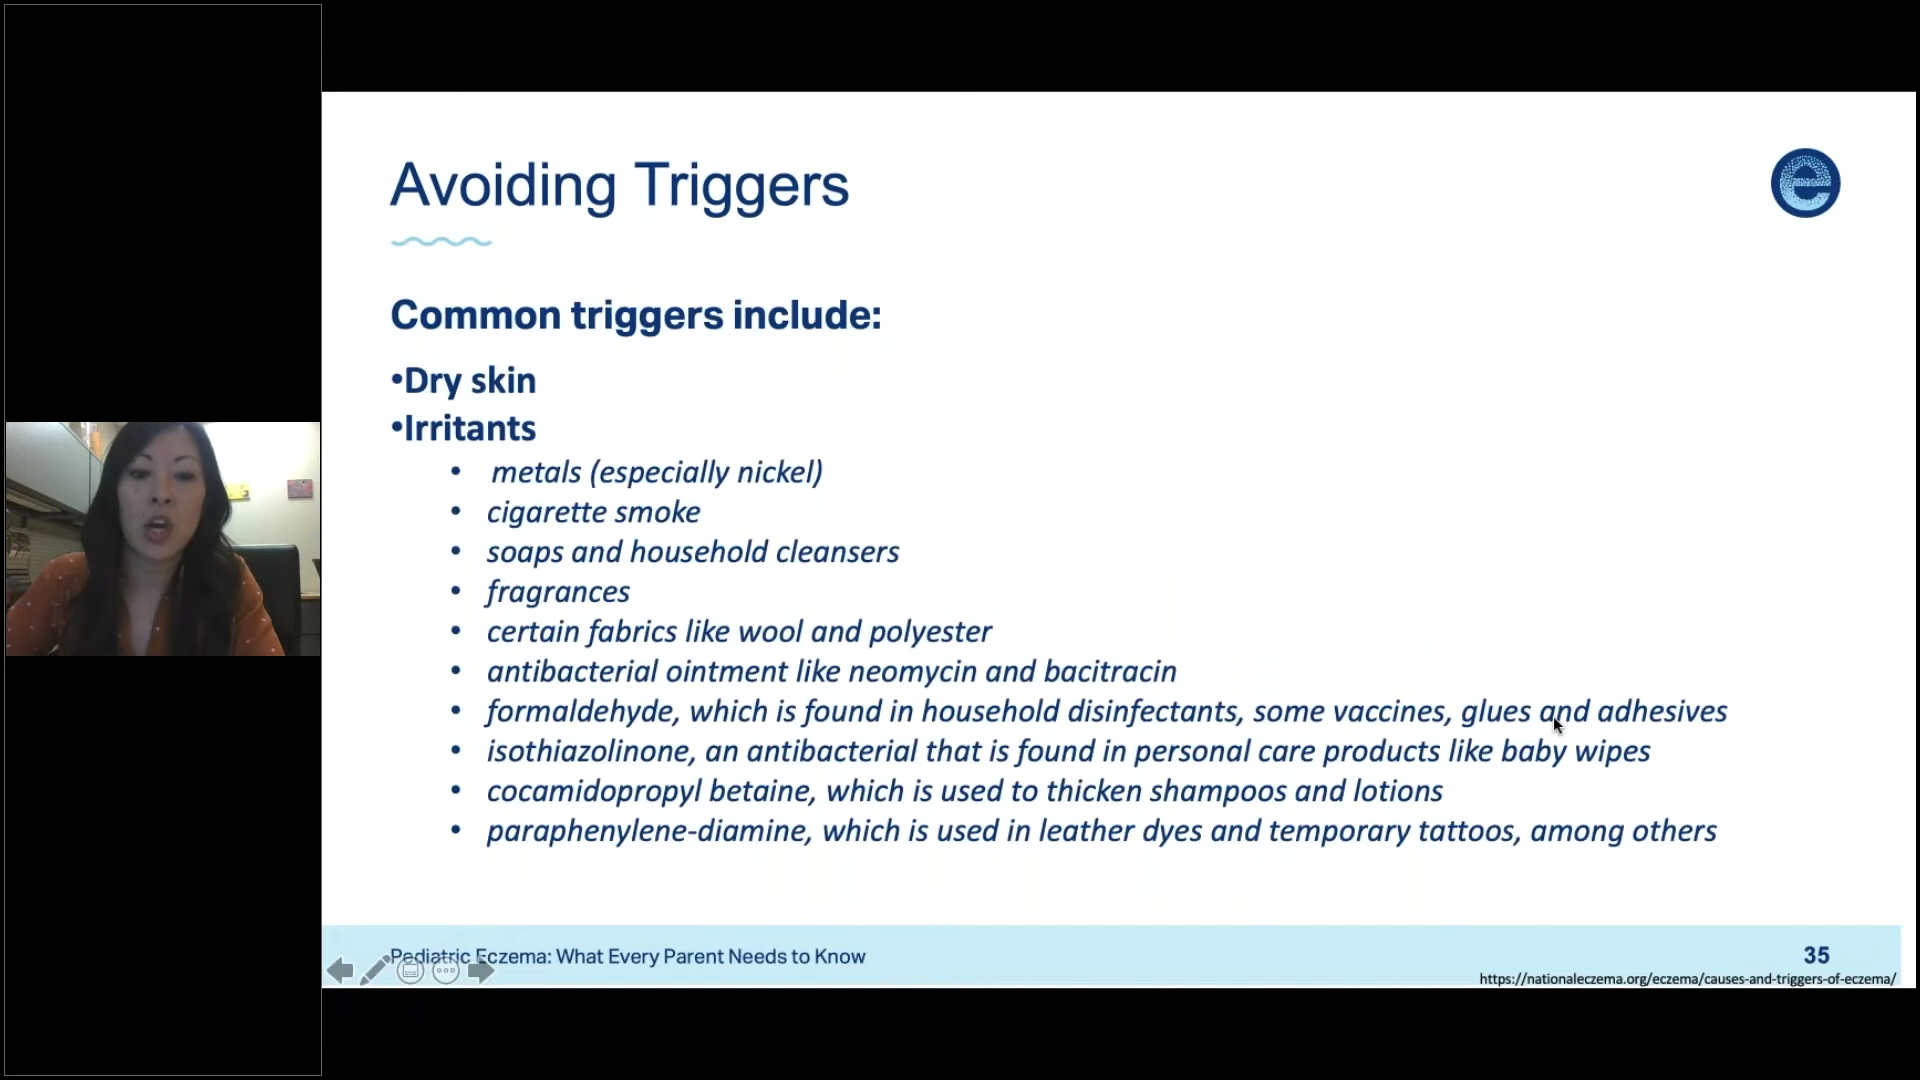 Avoiding Triggers
e
Common triggers include:
•Dry skin
•Irritants
• metals (especially nickel)
• cigarette smoke
• soaps and household cleansers
• fragrances
• certain fabrics like wool and polyester
• antibacterial ointment like neomycin and bacitracin
• formaldehyde, which is found in household disinfectants, some vaccines, glues and adhesives
• isothiazolinone, an antibacterial that is found in personal care products like baby wipes
• cocamidopropyl betaine, which is used to thicken shampoos and lotions
• paraphenylene-diamine, which is used in leather dyes and temporary tattoos, among others
Pediatric Eczema: What Every Parent Needs to Know
35
https://nationaleczema.org/eczema/causes-and-triggers-of-eczema/